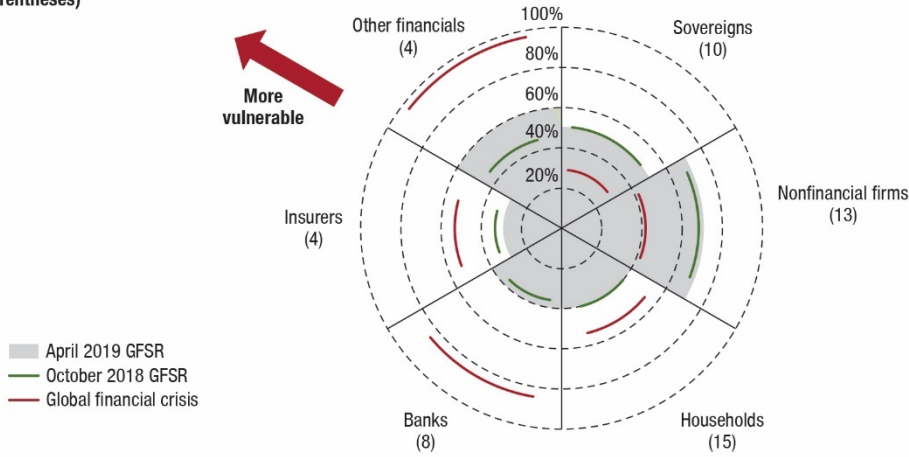 100%
Other financials
(4)
Sovereigns
(10)
80%
More
vulnerable
60%
40%
20%
Insurers
(4)
Nonfinancial firms
(13)
April 2019 GFSR
October 2018 GFSR
Global financial crisis
Banks
(8)
Households
(15)